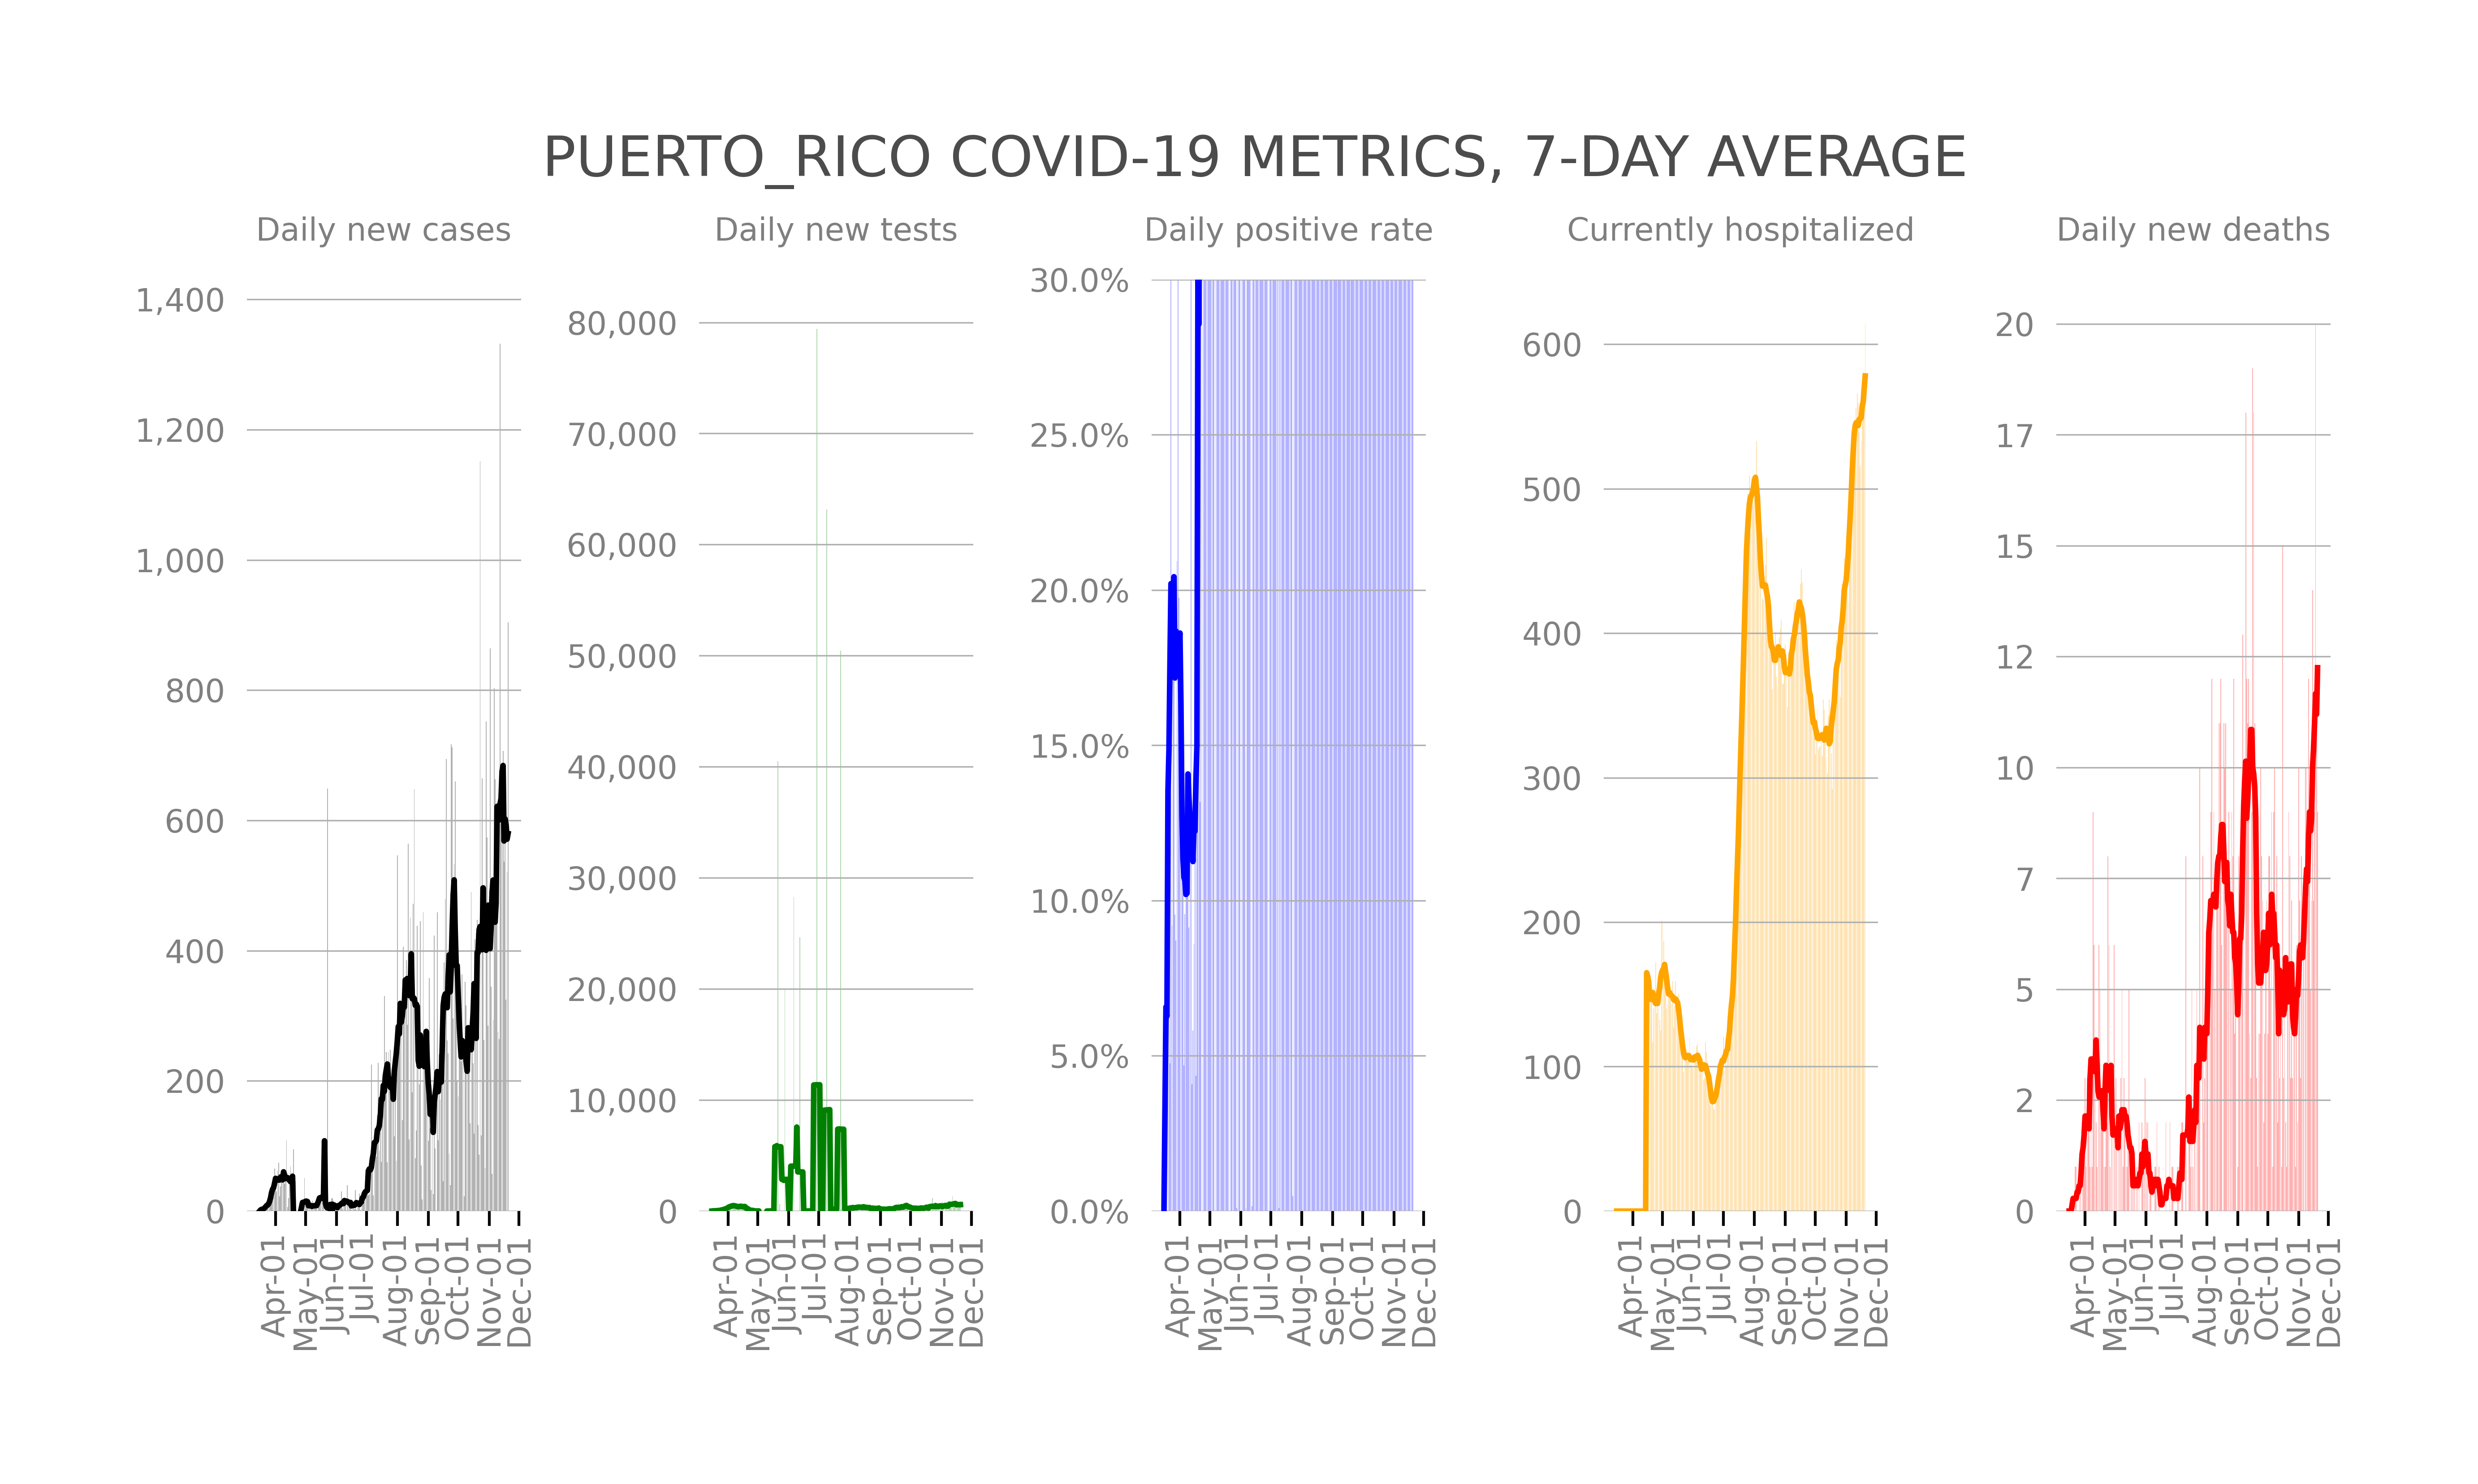 PUERTO_RICO COVID-19 METRICS, 7-DAY AVERAGE
Daily new cases
1,400
1,200
1,000
800
600
400
200
0
Apr-01
May-01
Jun-01
Jul-01
Aug-01
Sep-01
Oct-01
Nov-01
Dec-01
Daily new tests
80,000
70,000
60,000
50,000
40,000
30,000
20,000
10,000
0
Apr-01
May-01
Jun-01
Jul-01
Aug-01
Sep-01
Oct-01
Nov-01
Dec-01
Daily positive rate
30.0%
25.0%
20.0%
15.0%
10.0%
5.0%
0.0%
Apr-01
May-01
Jun-01
Jul-01
Aug-01
Sep-01
Oct-01
Nov-01
Dec-01
Currently hospitalized
600
500
400
300
200
100
0
Apr-01
May-01
Jun-01
Jul-01
Aug-01
Sep-01
Oct-01
Nov-01
Dec-01
Daily new deaths
20
17
15
12
10
7
5
2
0
Apr-01
May-01
Jun-01
Jul-01
Aug-01
Sep-01
Oct-01
Nov-01
Dec-01